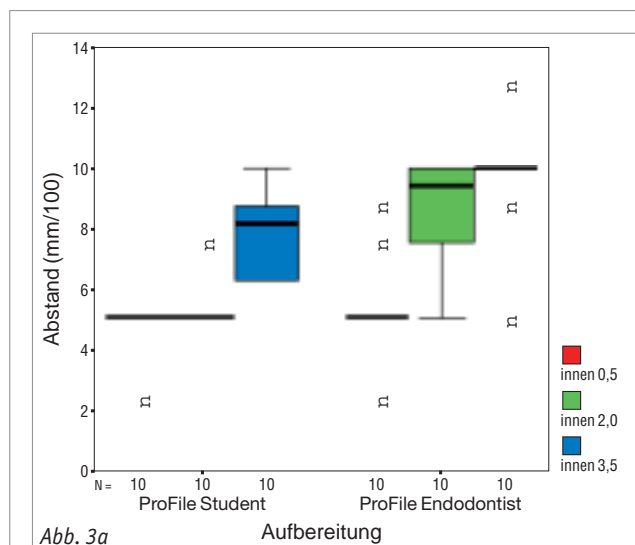 14
12
10
8
6
4
2
0
Abstand (mm/100)
n
n
n
n
n
n
n
n
N = 10 10 10 10 10 10
ProFile Student ProFile Endodontist
Aufbereitung
innen 0,5
innen 2,0
innen 3,5
Abb. 3a